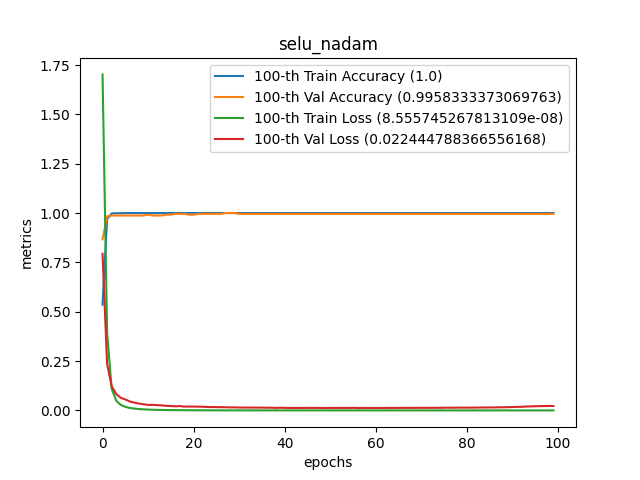 selu_nadam
100-th Train Accuracy (1.0)
100-th Val Accuracy (0.9958333373069763)
100-th Train Loss (8.555745267813109e-08)
100-th Val Loss (0.022444788366556168)
metrics
1.75
1.50
1.25
1.00
0.75
0.50
0.25
0.00
0 20 40 60 80 100
epochs